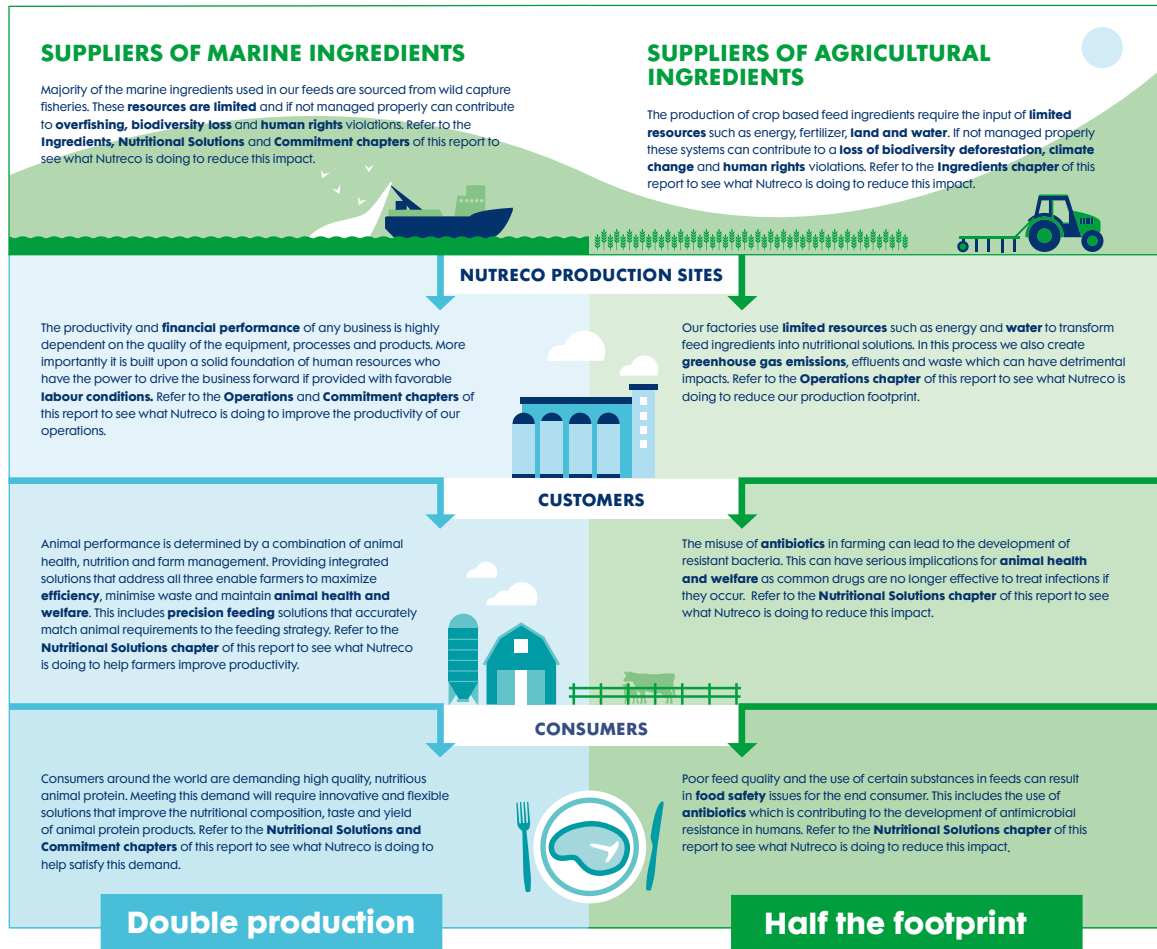 SUPPLIERS OF MARINE INGREDIENTS
Majority of the marine ingredients used in our feeds are sourced from wild capture
fisheries. These resources are limited and if not managed properly can contribute
to overfishing, biodiversity loss and human rights violations. Refer to the
Ingredients, Nutritional Solutions and Commitment chapters of this report to
see what Nutreco is doing to reduce this impact.
SUPPLIERS OF AGRICULTURAL
INGREDIENTS
The production of crop based feed ingredients require the input of limited
resources such as energy, fertilizer, land and water. If not managed properly
these systems can contribute to a loss of biodiversity deforestation, climate
change and human rights violations. Refer to the Ingredients chapter of this
report to see what Nutreco is doing to reduce this impact.
NUTRECO PRODUCTION SITES
The productivity and financial performance of any business is highly
dependent on the quality of the equipment, processes and products. More
importantly it is built upon a solid foundation of human resources who
have the power to drive the business forward if provided with favorable
labour conditions. Refer to the Operations and Commitment chapters of
this report to see what Nutreco is doing to improve the productivity of our
operations.
Our factories use limited resources such as energy and water to transform
feed ingredients into nutritional solutions. In this process we also create
greenhouse gas emissions, effluents and waste which can have detrimental
impacts. Refer to the Operations chapter of this report to see what Nutreco is
doing to reduce our production footprint.
CUSTOMERS
Animal performance is determined by a combination of animal
health, nutrition and farm management. Providing integrated
solutions that address all three enable farmers to maximize
efficiency, minimise waste and maintain animal health and
welfare. This includes precision feeding solutions that accurately
match animal requirements to the feeding strategy. Refer to the
Nutritional Solutions chapter of this report to see what Nutreco
is doing to help farmers improve productivity.
The misuse of antibiotics in farming can lead to the development of
resistant bacteria. This can have serious implications for animal health
and welfare as common drugs are no longer effective to treat infections if
they occur. Refer to the Nutritional Solutions chapter of this report to see
what Nutreco is doing to reduce this impact.
CONSUMERS
Consumers around the world are demanding high quality, nutritious
animal protein. Meeting this demand will require innovative and flexible
solutions that improve the nutritional composition, taste and yield
of animal protein products. Refer to the Nutritional Solutions and
Commitment chapters of this report to see what Nutreco is doing to
help satisfy this demand.
Poor feed quality and the use of certain substances in feeds can result
in food safety issues for the end consumer. This includes the use of
antibiotics which is contributing to the development of antimicrobial
resistance in humans. Refer to the Nutritional Solutions chapter of this
report to see what Nutreco is doing to reduce this impact.
Double production
Half the footprint